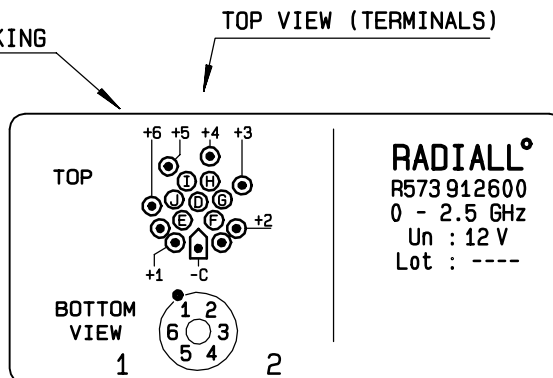 TOP VIEW (TERMINALS)
KING
+6 +5 +4 +3
TOP
I H
J D G
E F
+2
+1 -C
BOTTOM
VIEW
1 2
6 3
5 4
1 2
RADIALL°
R573 912600
0 - 2.5 GHz
Un : 12 V
Lot : ----